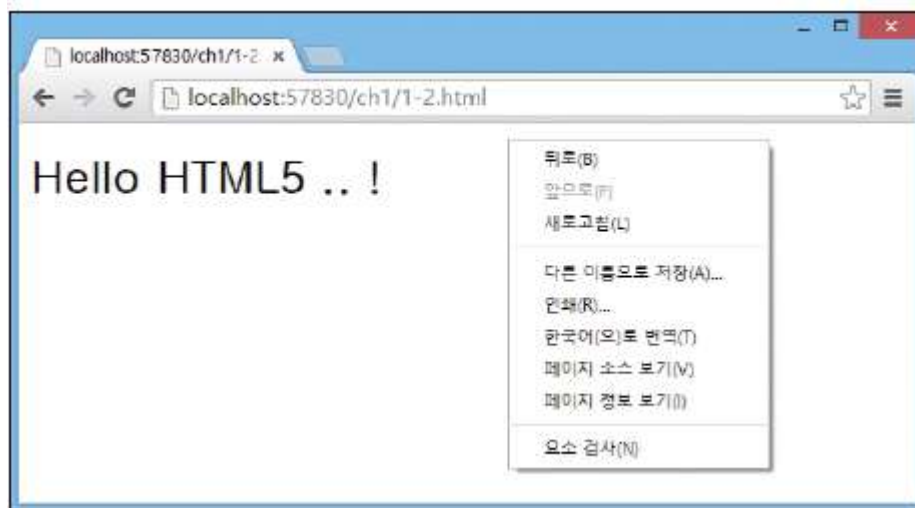 localhost:57830/ch1/1-2
localhost:57830/ch1/1-2.html
Hello HTML5 .. !
뒤로(B)
앞으로(F)
새로고침(L)
다른 이름으로 저장(A)...
인쇄(R)...
한국어(으)로 번역(T)
페이지 소스 보기(V)
페이지 정보 보기(I)
요소 검사(N)